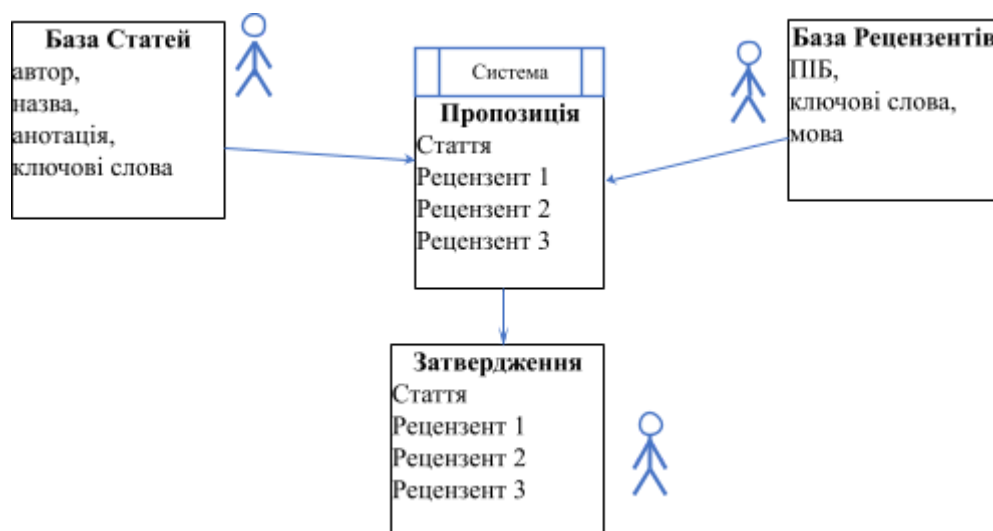 База Статей
автор,
назва,
анотація,
ключові слова
Система
Пропозиція
Стаття
Рецензент 1
Рецензент 2
Рецензент 3
База Рецензентів
ПІБ,
ключові слова,
мова
Затвердження
Стаття
Рецензент 1
Рецензент 2
Рецензент 3